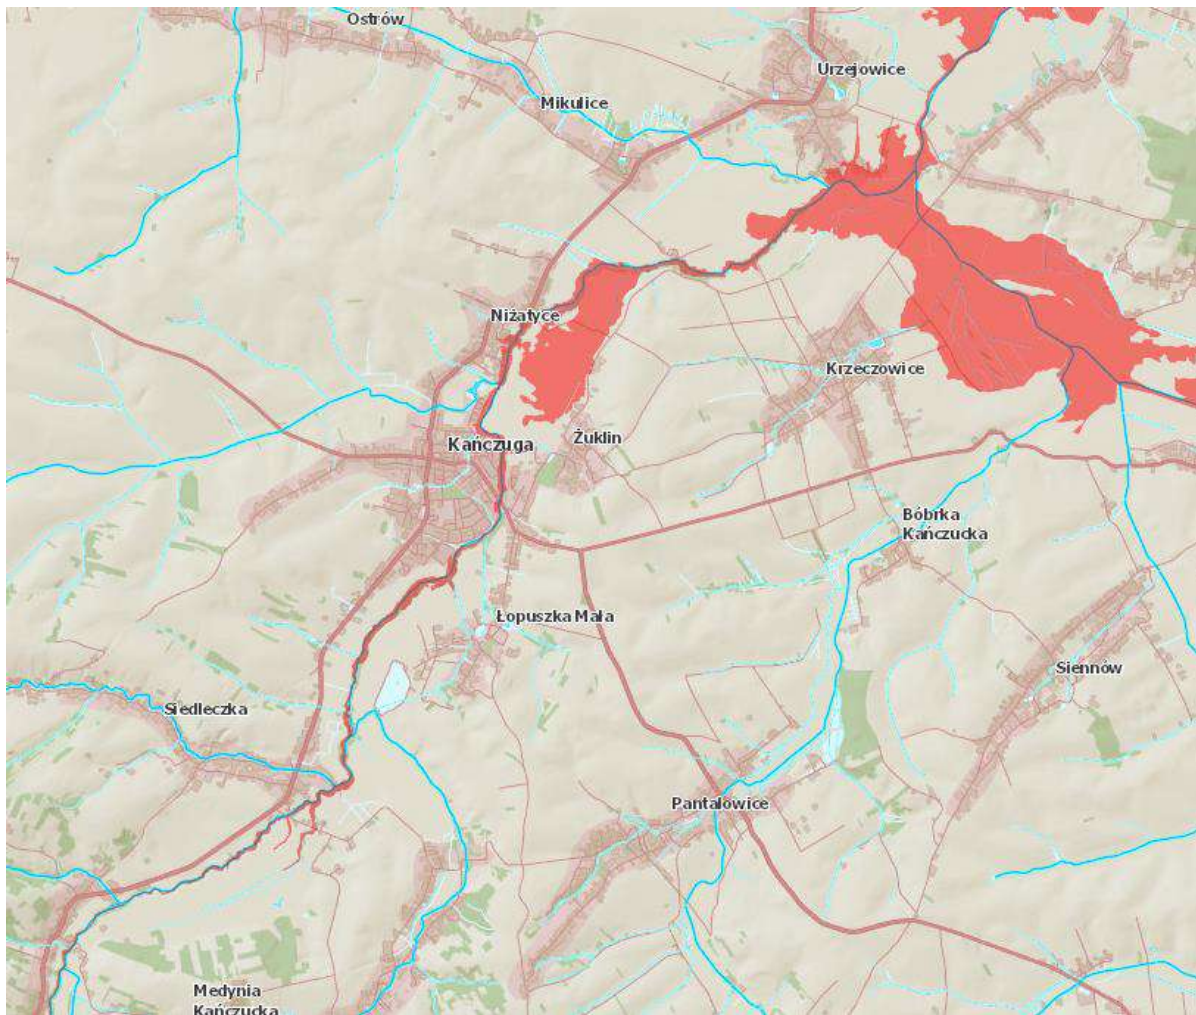 Ostrów
Urzejowice
Mikulice
Niżatyce
Krzeczowice
Kańczuga
Żuklin
Bóbrka
Kańczucka
Łopuszka Mała
Siennów
Siedleczka
Pantalowice
Medynia
Kańczucka